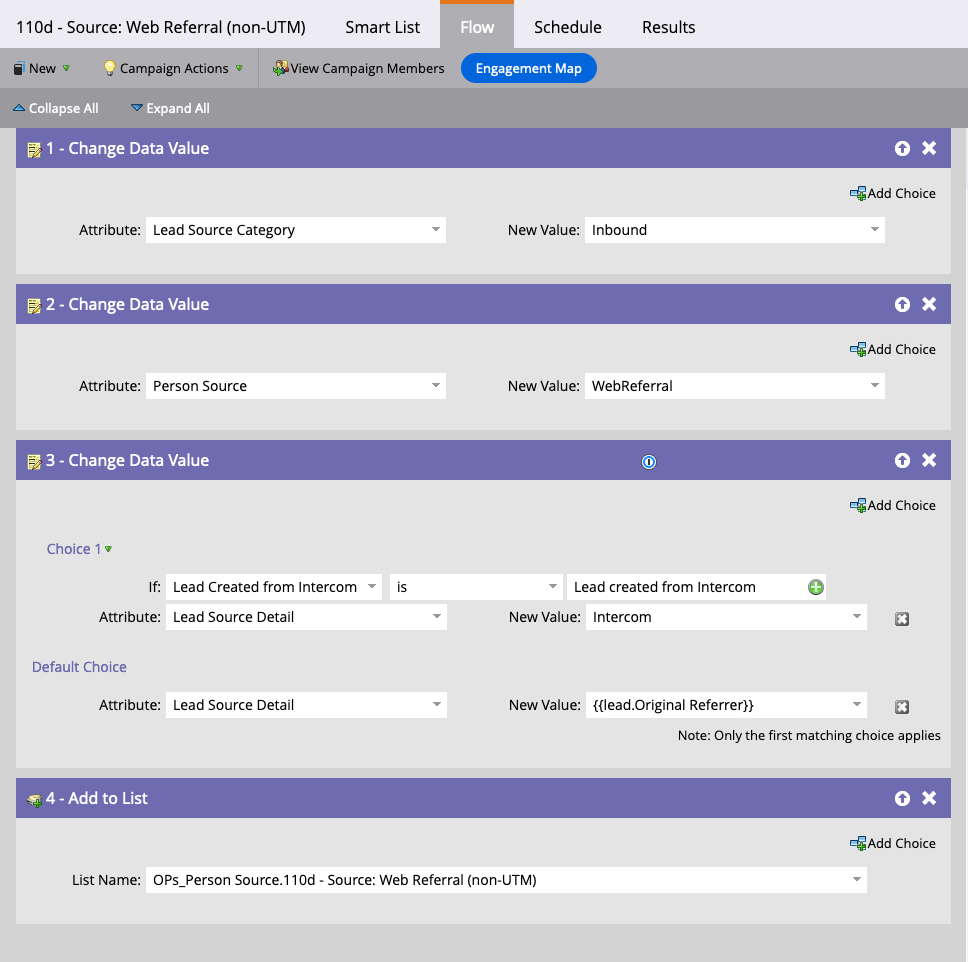 110d - Source: Web Referral (non-UTM) Smart List Flow Schedule Results
New Campaign Actions View Campaign Members Engagement Map
Collapse All Expand All
1 - Change Data Value
Add Choice
Attribute: Lead Source Category New Value: Inbound
2 - Change Data Value
Add Choice
Attribute: Person Source New Value: WebReferral
3 - Change Data Value
Add Choice
Choice 1
If: Lead Created from Intercom is Lead created from Intercom
Attribute: Lead Source Detail New Value: Intercom
Default Choice
Attribute: Lead Source Detail New Value: {{lead.Original Referrer}}
Note: Only the first matching choice applies
4 - Add to List
Add Choice
List Name: OPs_Person Source.110d - Source: Web Referral (non-UTM)